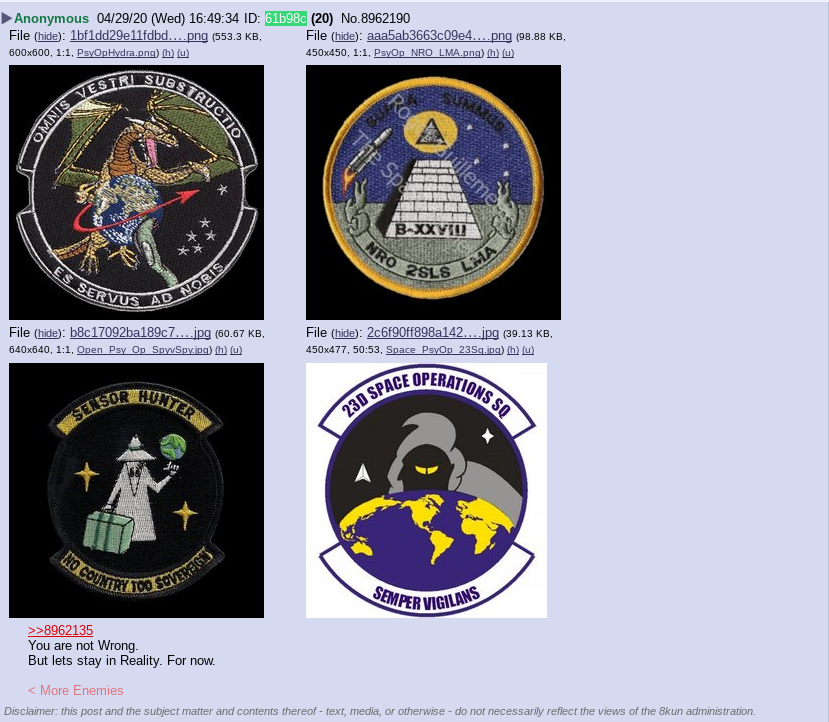 Anonymous 04/29/20 (Wed) 16:49:34 ID: 61b98c (20) No.8962190
File (hide): 1bf1dd29e11fdbd⋯.png (553.3 KB,
600x600, 1:1, PsyOpHydra.png) (h) (u)
OMNIS VESTRI SUBSTRUCTIO
ES SERVUS AD NOBIS
File (hide): aaa5ab3663c09e4⋯.png (98.88 KB,
450x450, 1:1, PsyOp_NRO_LMA.png) (h) (u)
SUPRA SUMMUS
B-XXVIII
NRO 2SLS LMA
File (hide): b8c17092ba189c7⋯.jpg (60.67 KB,
640x640, 1:1, Open_Psy_Op_SpyvSpy.jpg) (h) (u)
SENSOR HUNTER
NO COUNTRY TOO SOVEREIGN
File (hide): 2c6f90ff898a142⋯.jpg (39.13 KB,
450x477, 50:53, Space_PsyOp_23Sq.jpg) (h) (u)
23D SPACE OPERATIONS SQ
SEMPER VIGILANS
>>8962135
You are not Wrong.
But lets stay in Reality. For now.
< More Enemies
Disclaimer: this post and the subject matter and contents thereof - text, media, or otherwise - do not necessarily reflect the views of the 8kun administration.